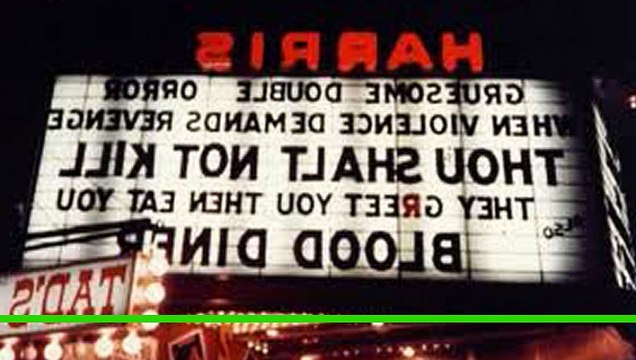 HARRIS
GRUESOME DOUBLE ORROR
WHEN VIOLENCE DEMANDS REVENGE
THOU SHALT NOT KILL
THEY GREET YOU THEN EAT YOU
ALSO
BLOOD DINER
TAD'S